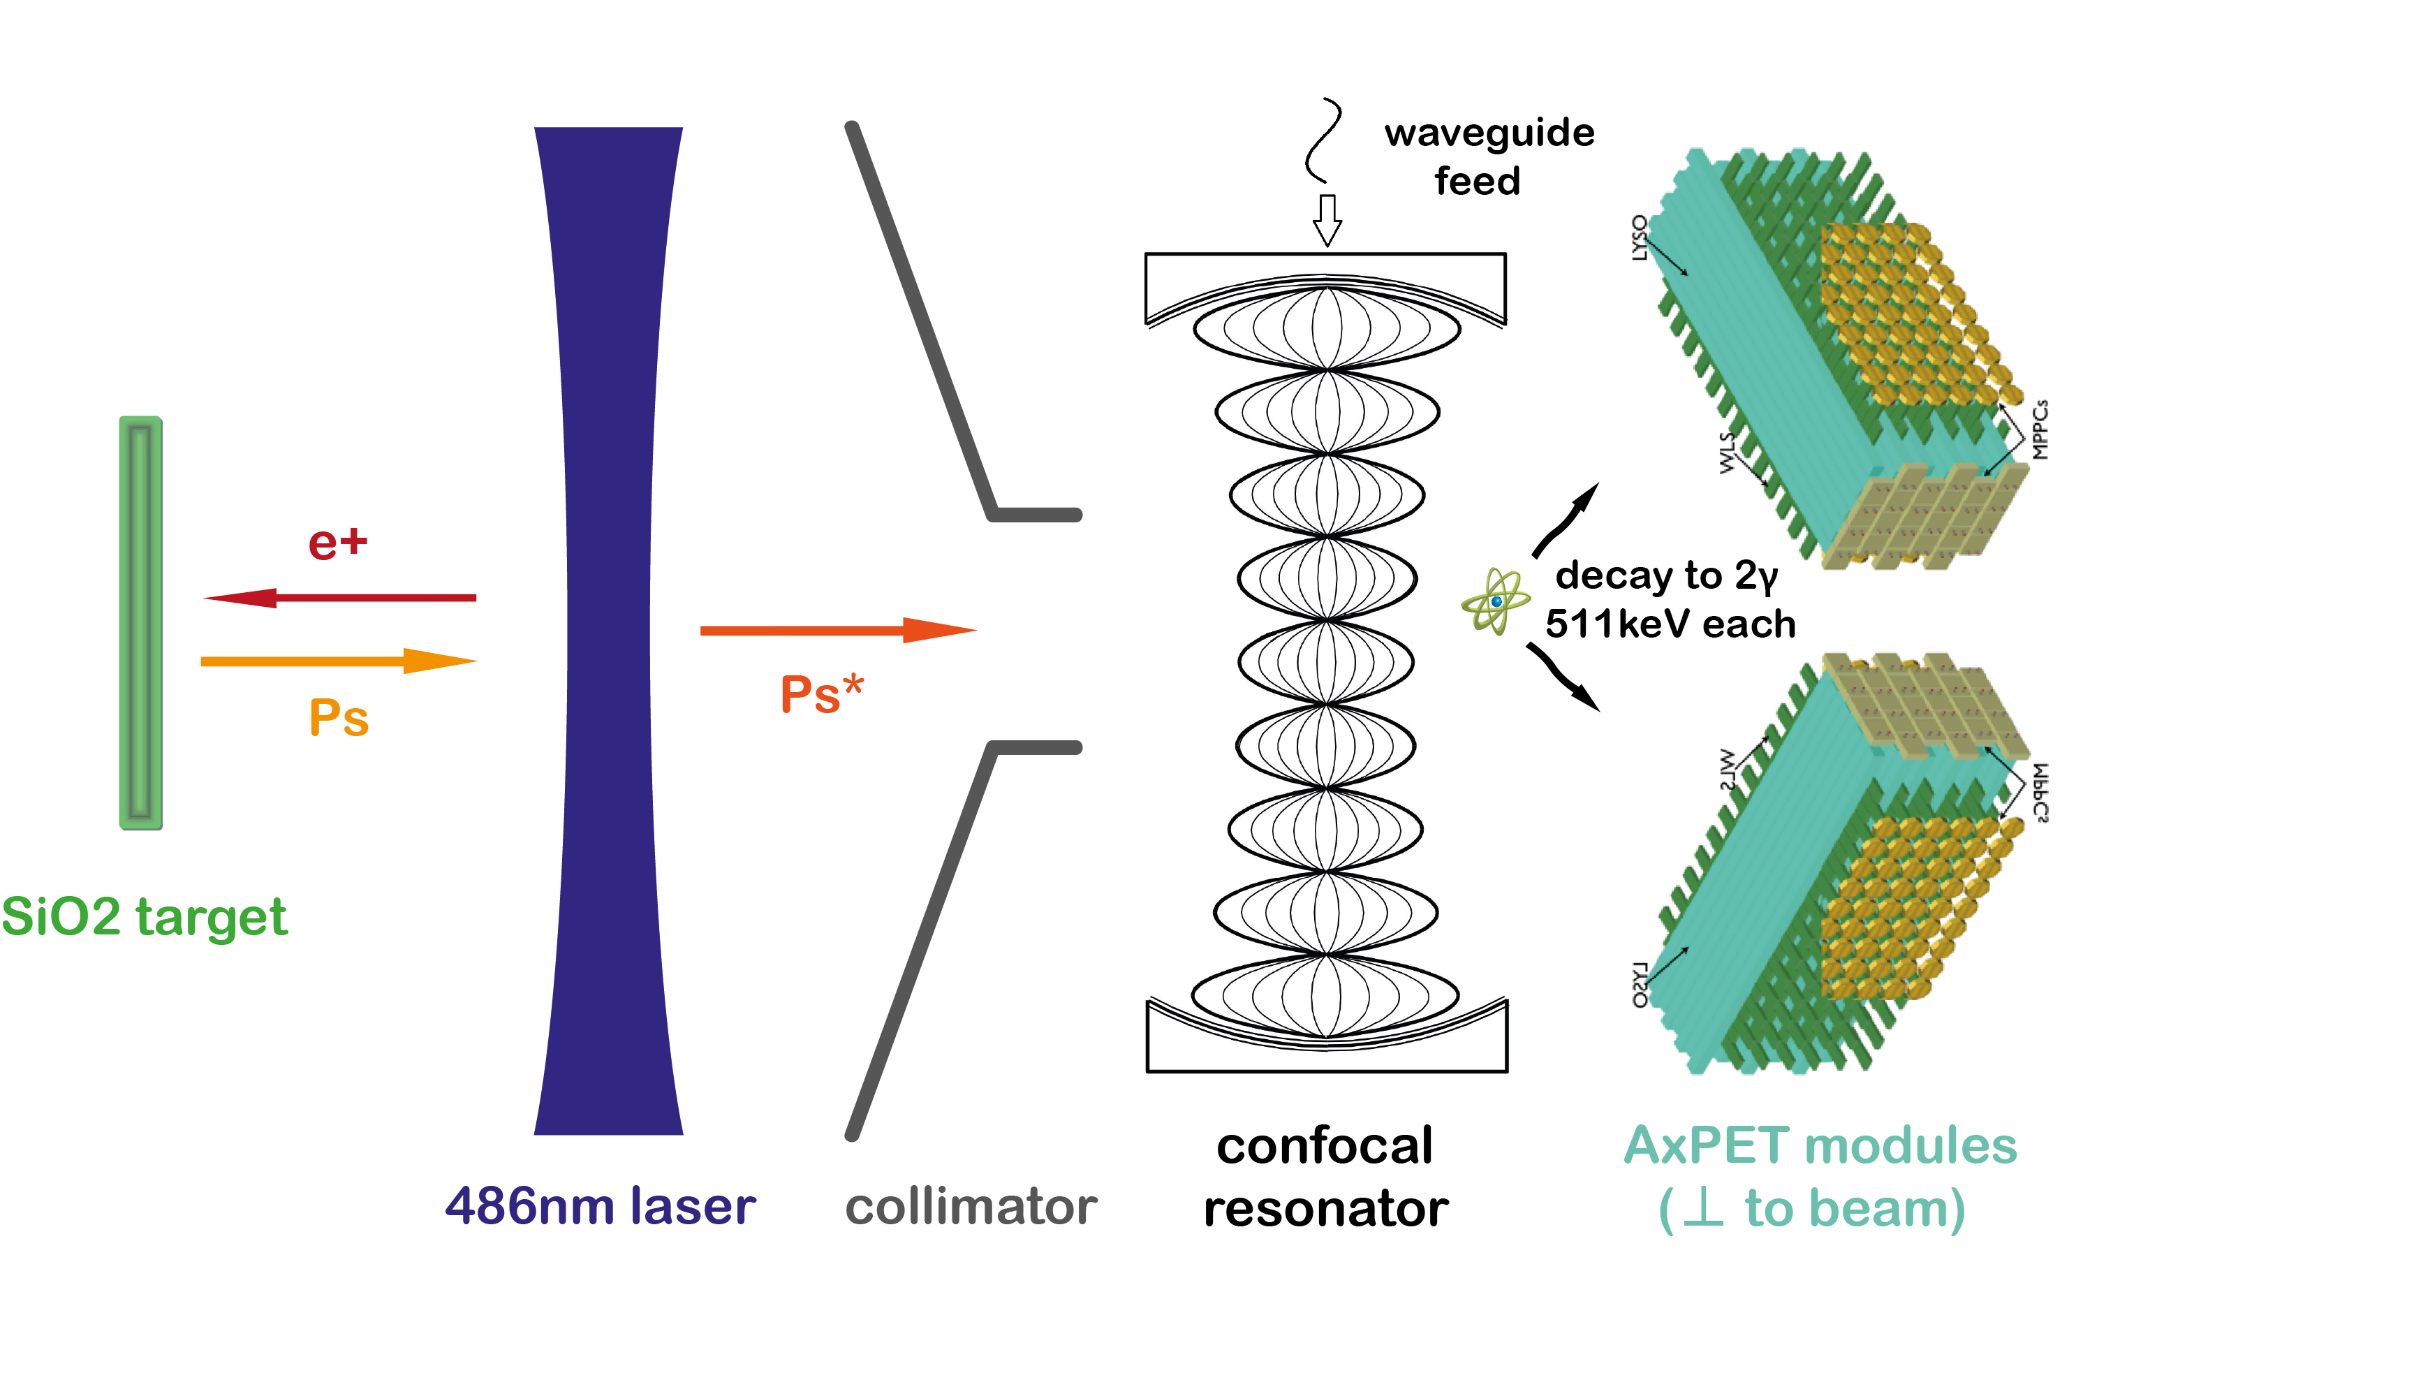 waveguide
feed
LYSO
WLS
MPPCs
e+
Ps
Ps*
decay to 2γ
511keV each
WLS
MPPCs
LYSO
SiO2 target
486nm laser
collimator
confocal
resonator
AxPET modules
(⊥ to beam)